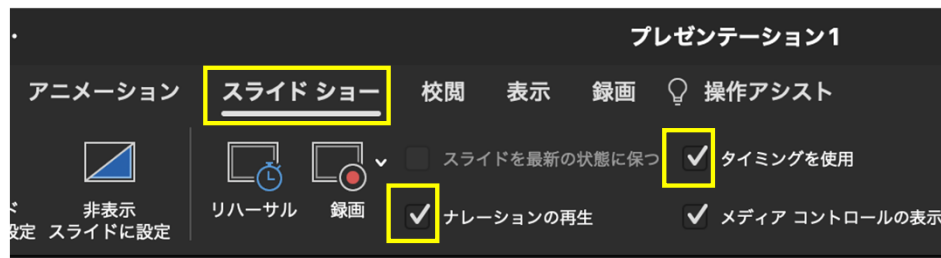 プレゼンテーション1
アニメーション スライド ショー 校閲 表示 録画 操作アシスト
スライドを最新の状態に保つ タイミングを使用
非表示
スライドに設定
リハーサル 録画 ナレーションの再生 メディア コントロールの表示
設定